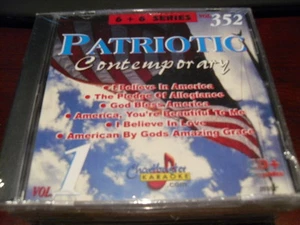 6 + 6 SERIES
352
PATRIOTIC
Contemporary
• I Believe In America
• The Pledge Of Allegiance
• God Bless America
• America, You're Beautiful To Me
• I Believe In Love
• American By Gods Amazing Grace
Chartbuster
KARAOKE
VOL. 1